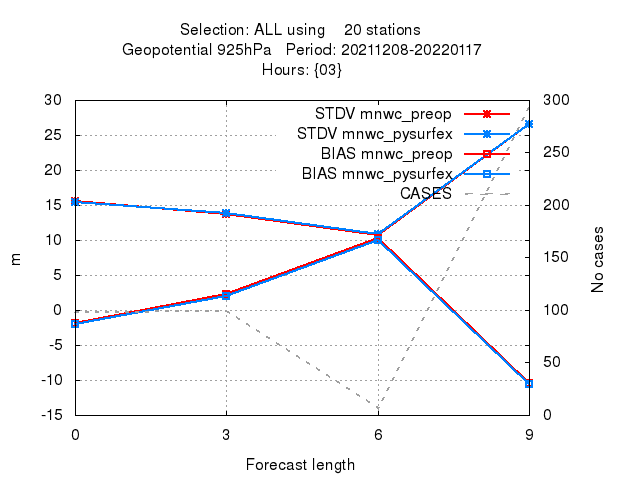 Selection: ALL using    20 stations
Geopotential 925hPa   Period: 20211208-20220117
Hours: {03}
30 300
STDV mnwc_preop
25
STDV mnwc_pysurfex
250
BIAS mnwc_preop
20
BIAS mnwc_pysurfex
CASES
15 200
10
5 150
m
No cases
0 100
-5
50
-10
-15 0
0 3 6 9
Forecast length